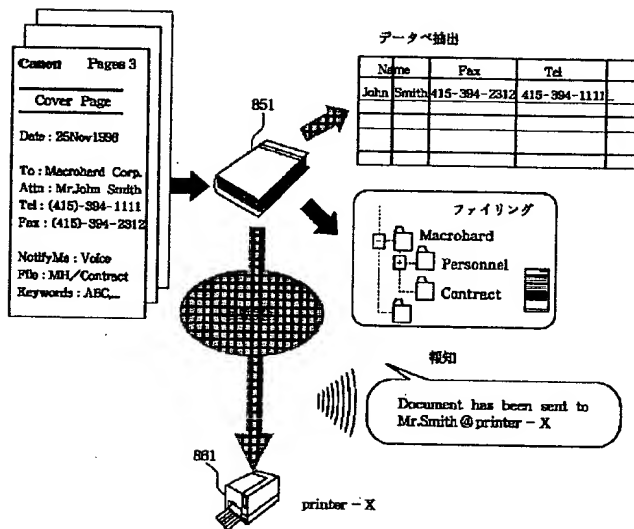 Canon Pages 3
Cover Page
Date : 25Nov1996
To : Macrohard Corp.
Attn : Mr.John Smith
Tel : (415)-394-1111
Fax : (415)-394-2312
NotifyMe : Voice
File : MH/Contract
Keywords : ABC,...
851
データベ抽出
Name Fax Tel
John Smith 415-394-2312 415-394-1111...
ファイリング
Macrohard
Personnel
Contract
報知
Document has been sent to
Mr.Smith@printer-X
861
printer-X